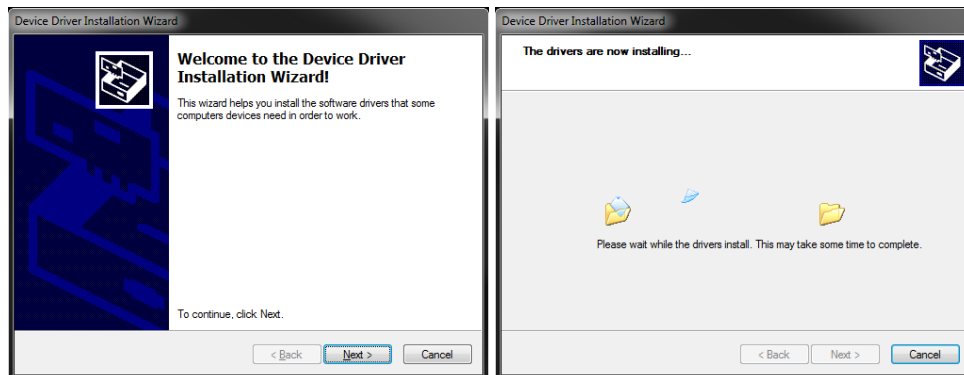 Device Driver Installation Wizard
Welcome to the Device Driver
Installation Wizard!
This wizard helps you install the software drivers that some
computers devices need in order to work.
To continue, click Next.
< Back
Next >
Cancel
Device Driver Installation Wizard
The drivers are now installing...
Please wait while the drivers install. This may take some time to complete.
< Back
Next >
Cancel